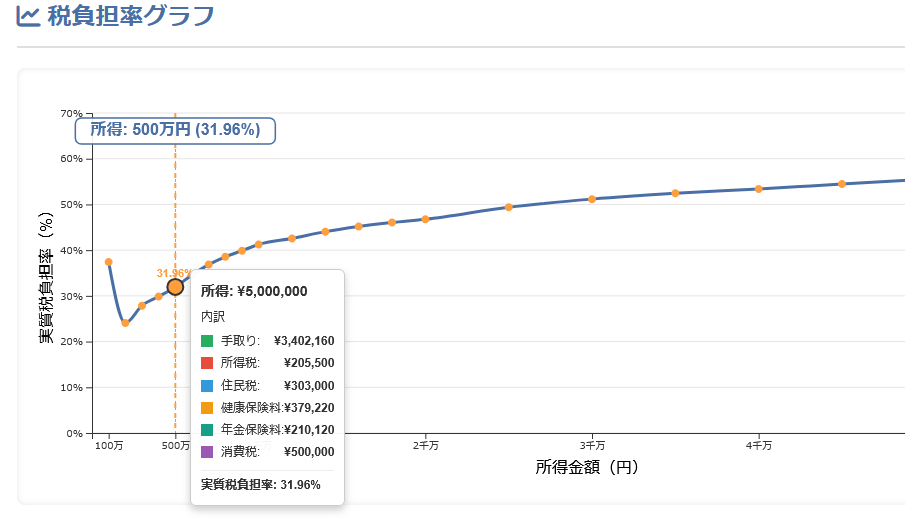 税負担率グラフ
70%
所得: 500万円 (31.96%)
60%
50%
40%
30%
20%
10%
0%
実質税負担率（%）
31.96%
所得: ¥5,000,000
内訳
手取り: ¥3,402,160
所得税: ¥205,500
住民税: ¥303,000
健康保険料:¥379,220
年金保険料:¥210,120
消費税: ¥500,000
実質税負担率: 31.96%
100万 500万 2千万 3千万 4千万
所得金額（円）